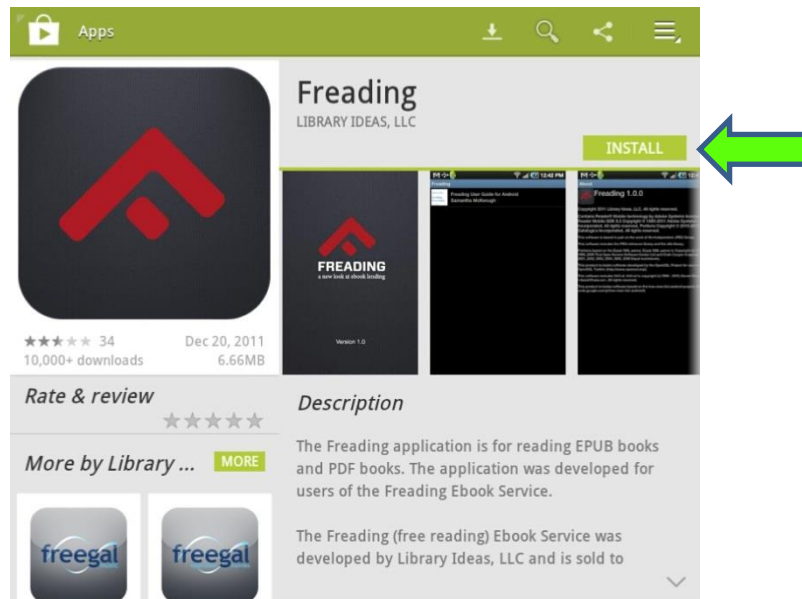 Apps
Freading
LIBRARY IDEAS, LLC
INSTALL
FREADING
a new look at ebook lending
Version 1.0
12:42 PM
Freading
Freading User Guide for Android
Samantha McDonough
About
Freading 1.0.0
34
Dec 20, 2011
10,000+ downloads
6.66MB
Rate & review
More by Library ...
MORE
freegal
freegal
Description
The Freading application is for reading EPUB books
and PDF books. The application was developed for
users of the Freading Ebook Service.
The Freading (free reading) Ebook Service was
developed by Library Ideas, LLC and is sold to